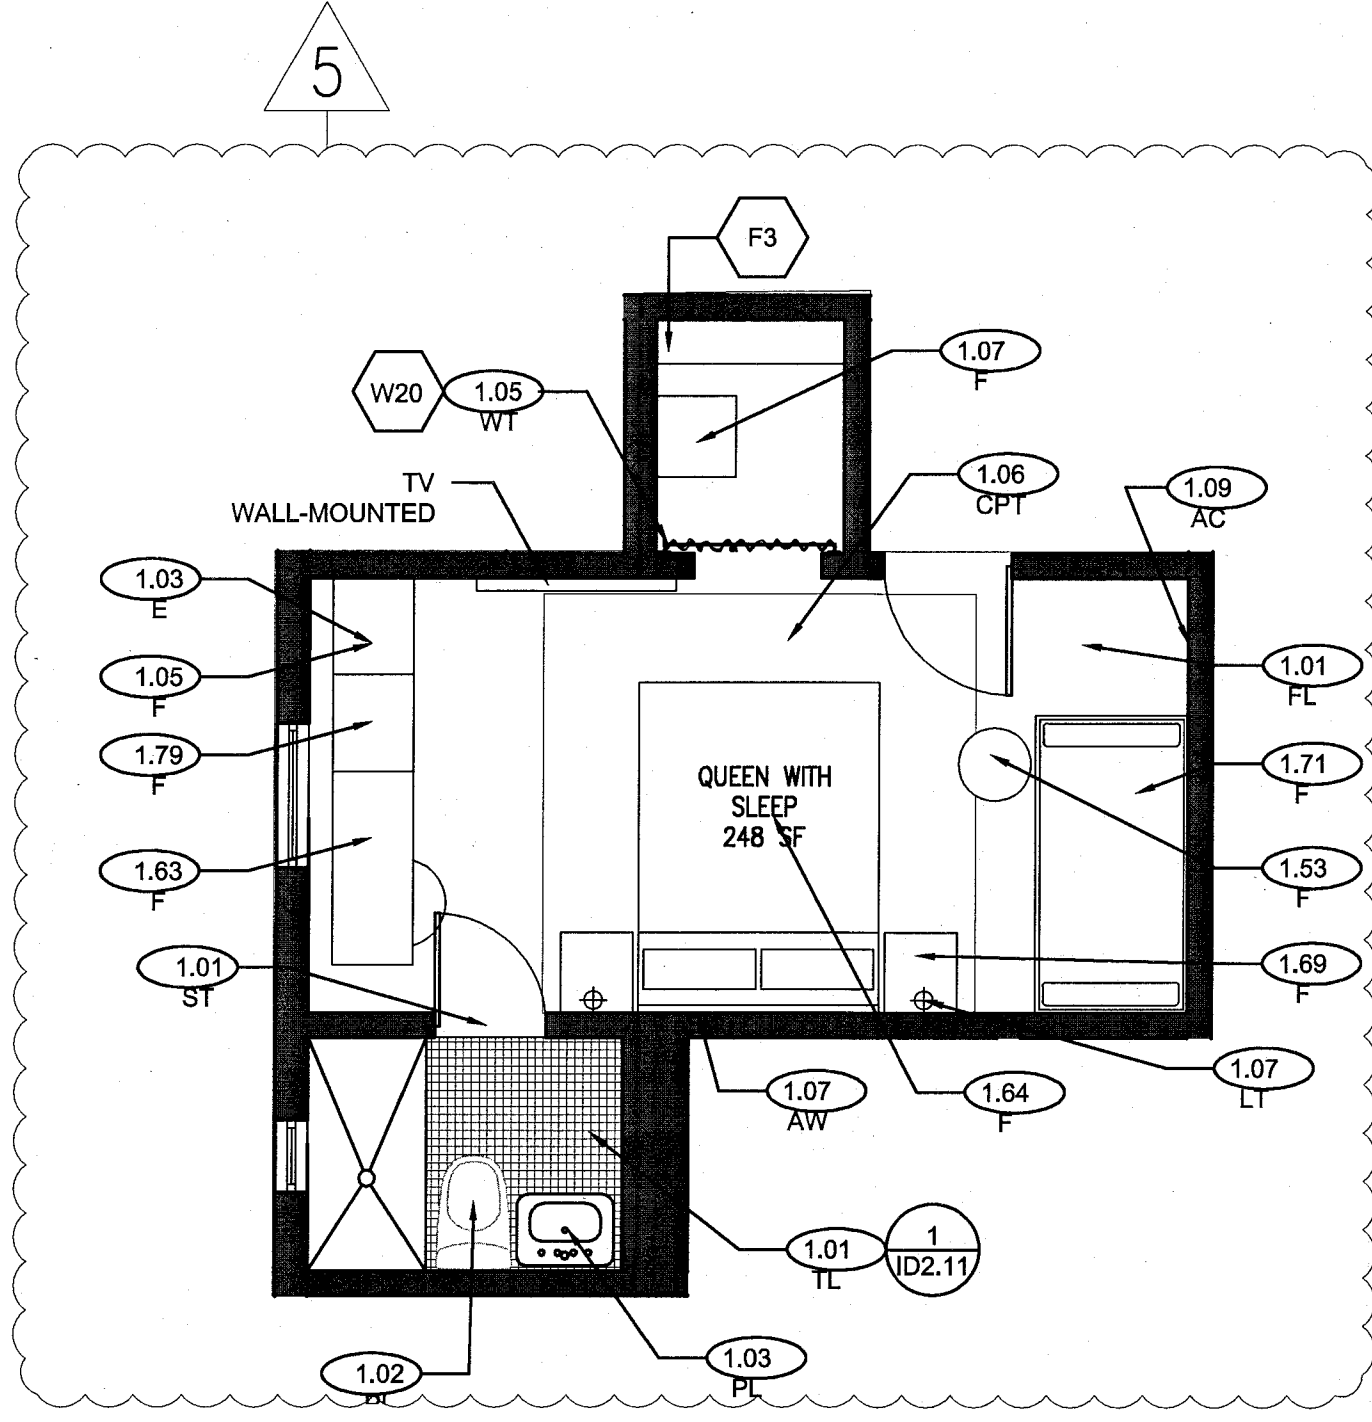 5
F3
1.07
F
W20
1.05
WT
TV
WALL-MOUNTED
1.06
CPT
1.09
AC
1.03
E
1.05
F
1.01
FL
1.79
F
1.71
F
QUEEN WITH
SLEEP
248 SF
1.63
F
1.53
F
1.01
ST
1.69
F
1.07
AW
1.64
F
1.07
LT
1.01
TL
1
ID2.11
1.03
PL
1.02